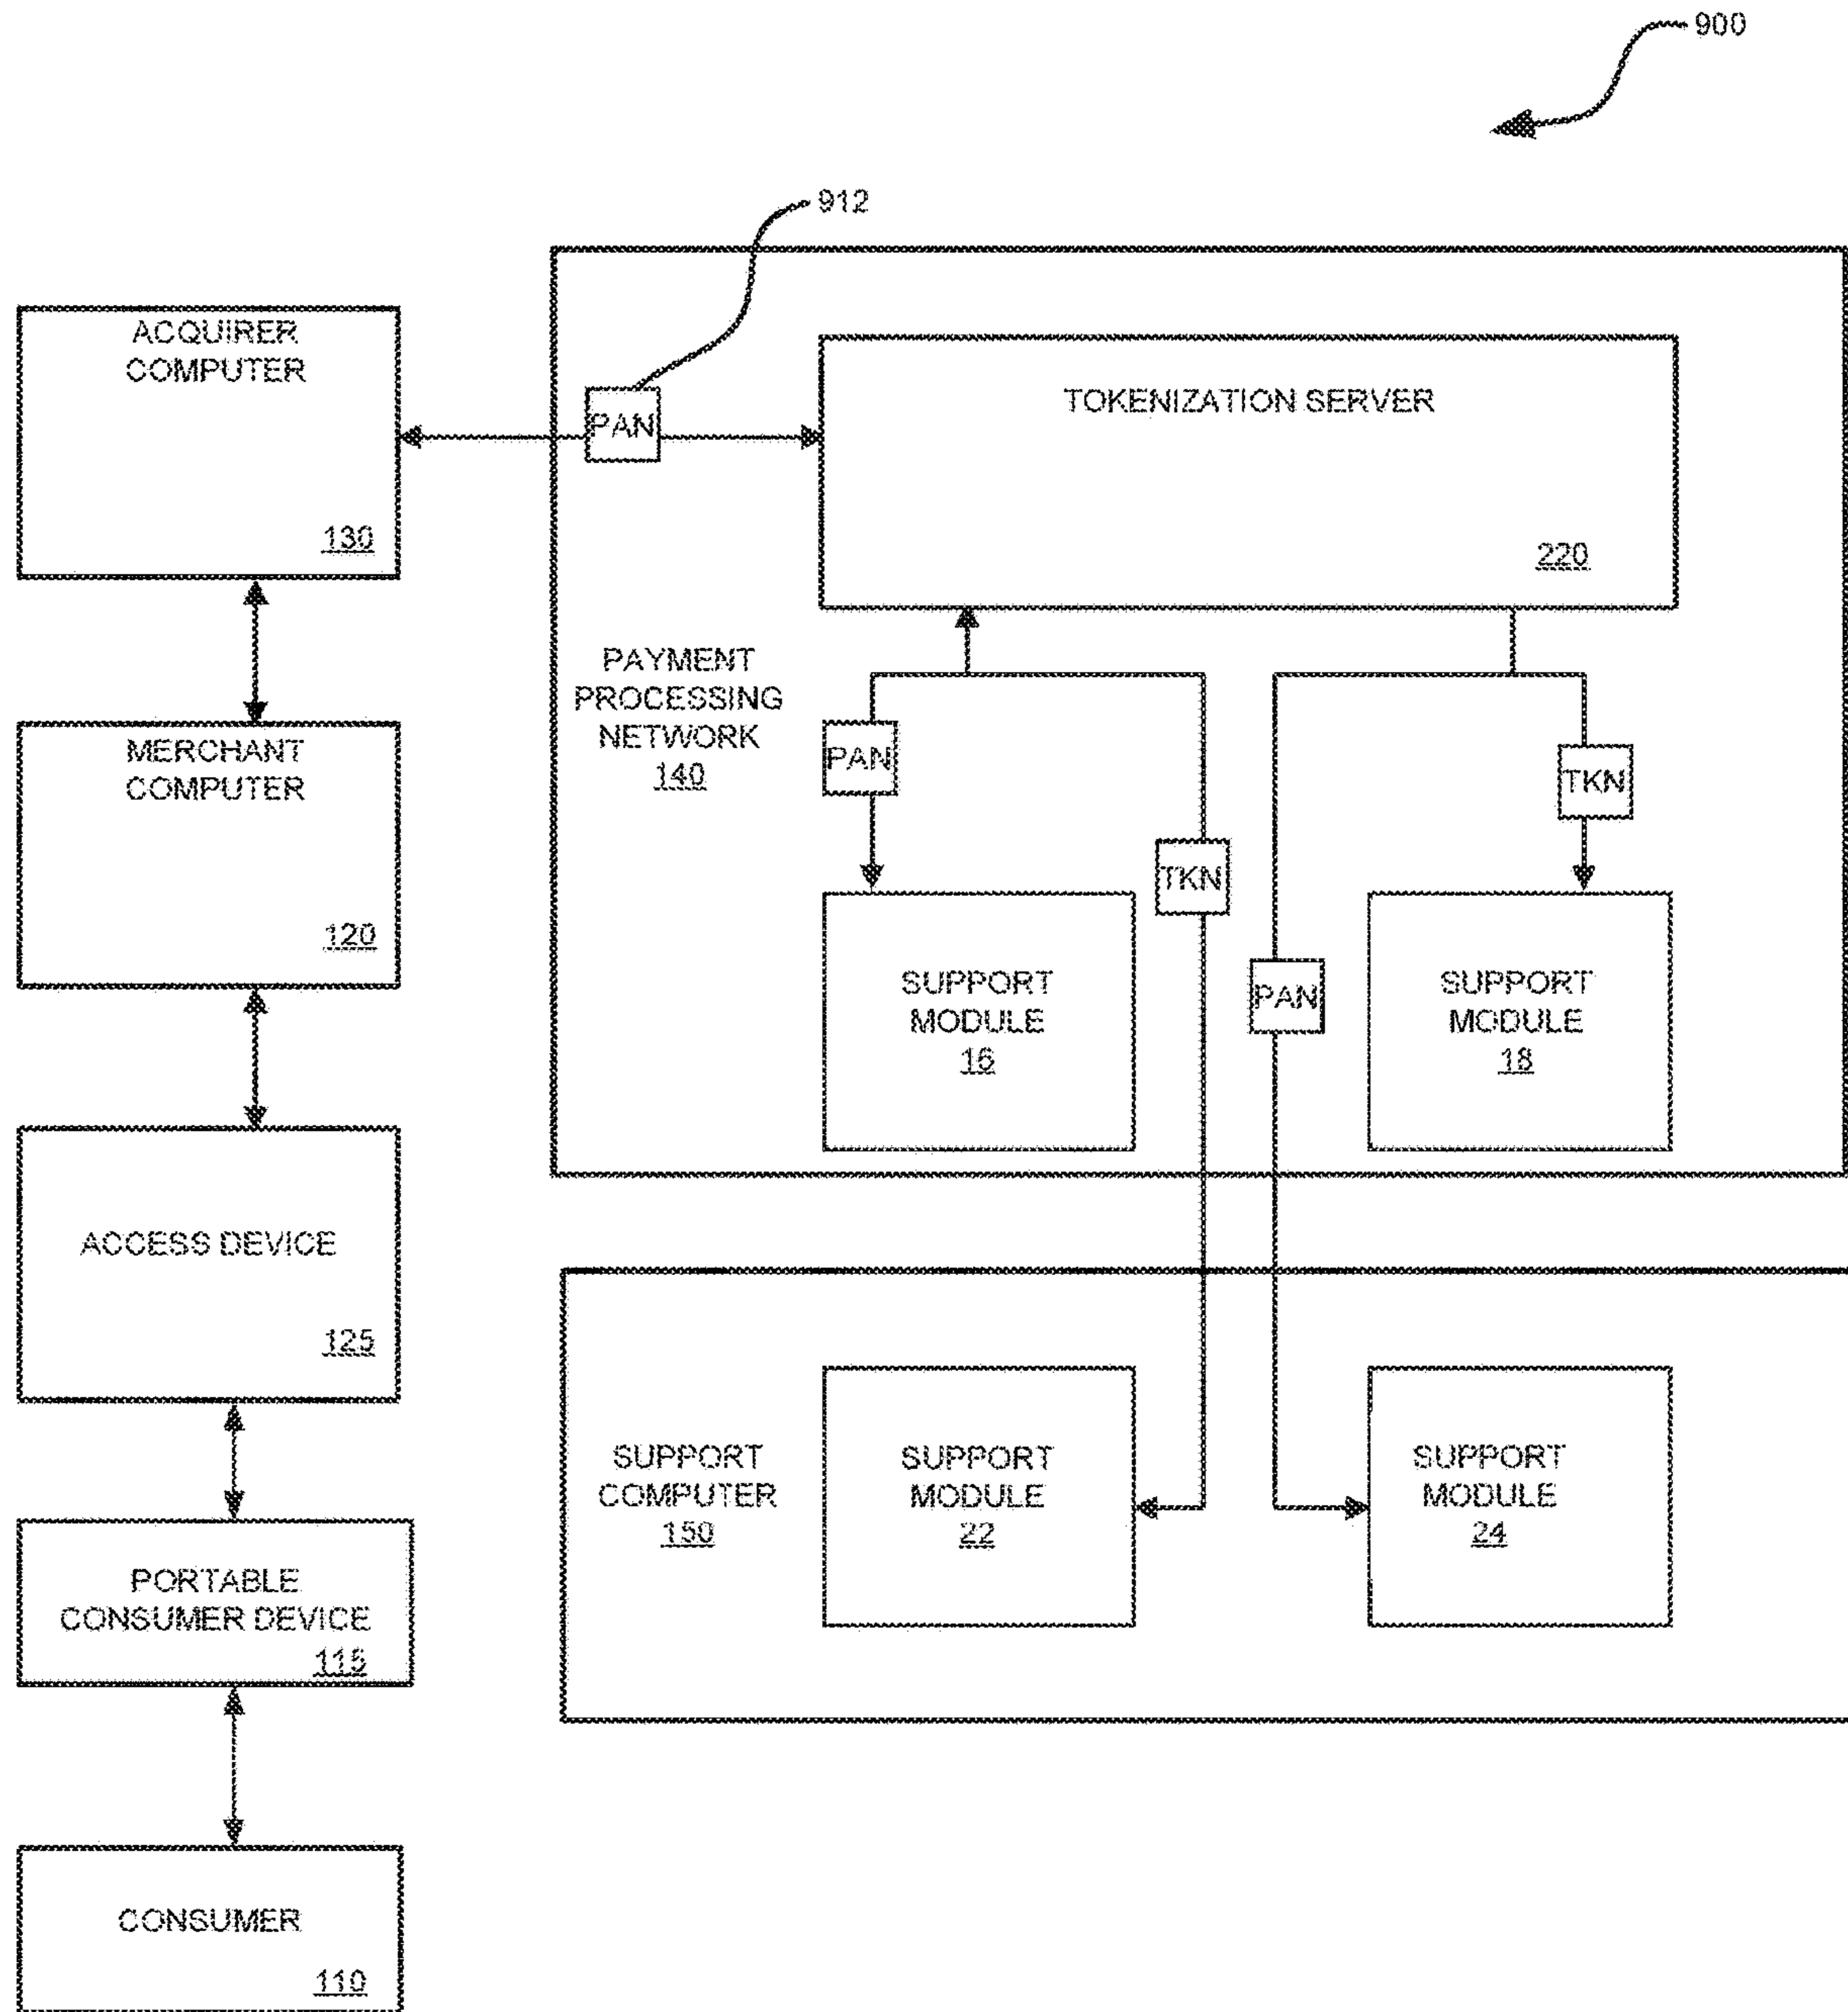 900
912
ACQUIRER
COMPUTER
130
PAN
TOKENIZATION SERVER
220
PAYMENT
PROCESSING
NETWORK
140
PAN
TKN
PAN
TKN
MERCHANT
COMPUTER
120
SUPPORT
MODULE
16
SUPPORT
MODULE
18
ACCESS DEVICE
125
SUPPORT
COMPUTER
150
SUPPORT
MODULE
22
SUPPORT
MODULE
24
PORTABLE
CONSUMER DEVICE
115
CONSUMER
110